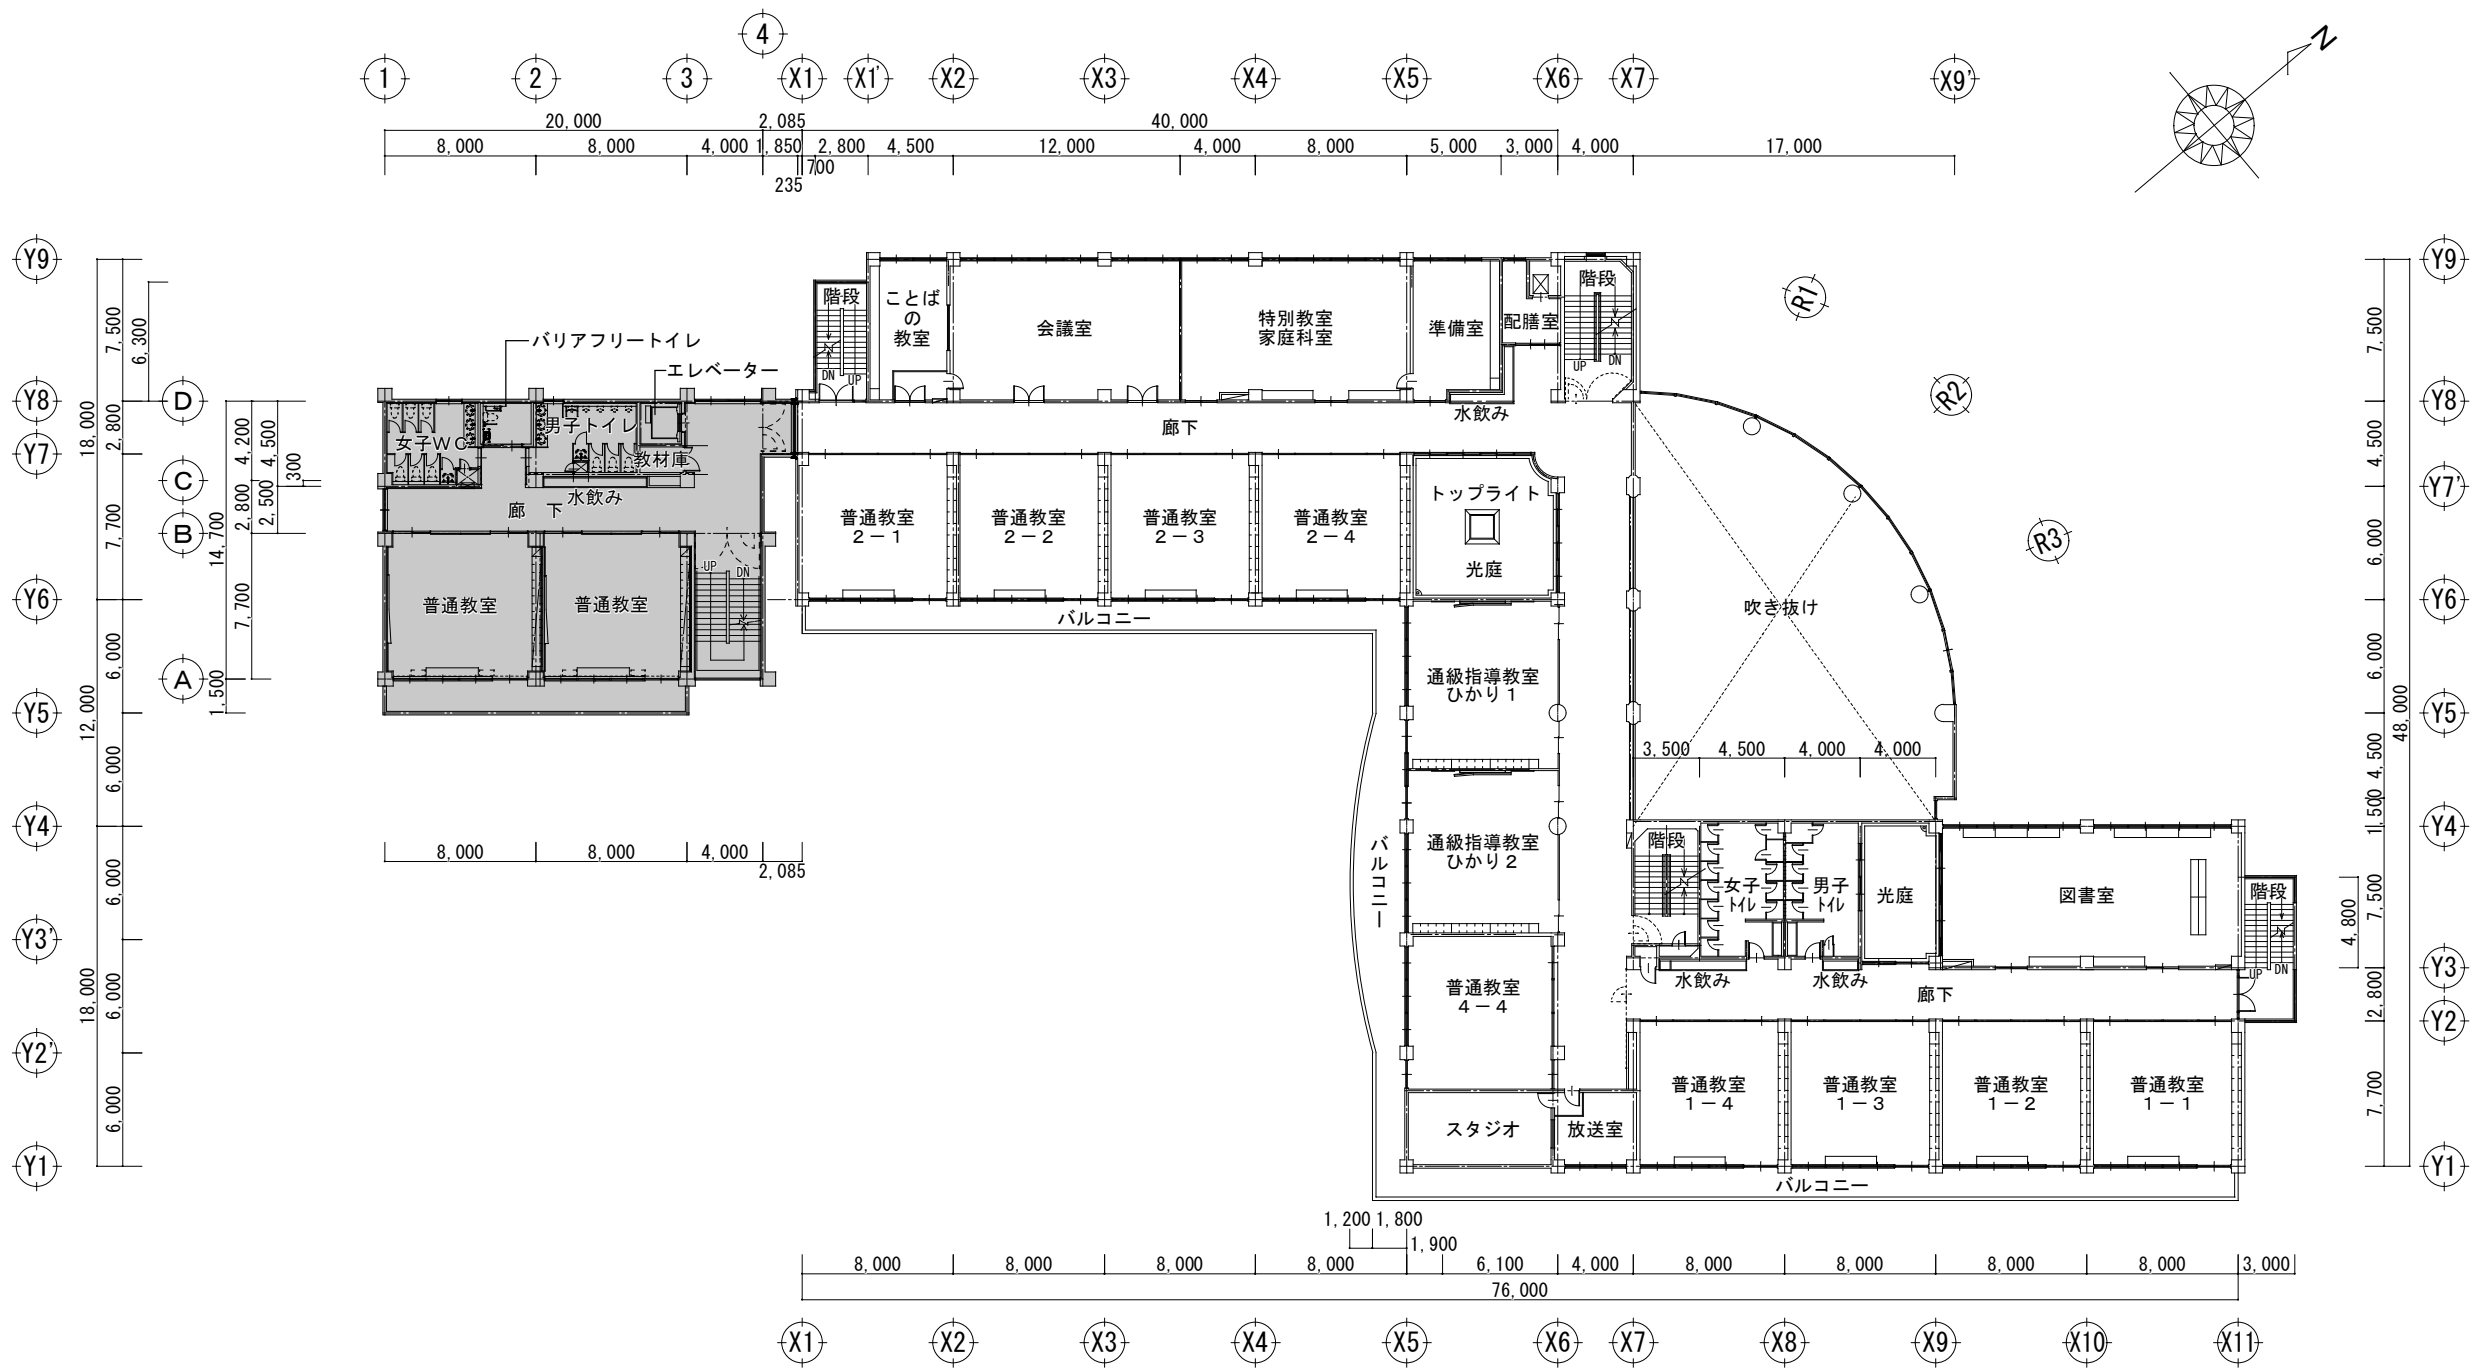 4
1 2 3 X1 X1' X2 X3 X4 X5 X6 X7 X9'
N
20,000 2,085 40,000
8,000 8,000 4,000 1,850 2,800 4,500 12,000 4,000 8,000 5,000 3,000 4,000 17,000
700
235
Y9 Y9
R1
7,500 6,300
階段
ことば
の
教室
会議室
特別教室
家庭科室
準備室
配膳室
階段
7,500
DN UP
UP DN
バリアフリートイレ
エレベーター
R2
Y8 D Y8
水飲み
廊下
18,000 2,800 4,200 4,500 300
女子WC
男子トイレ
教材庫
4,500
Y7
C Y7'
水飲み
廊 下
トップライト
光庭
7,700 14,700 2,800 2,500
B
普通教室
2-1
普通教室
2-2
普通教室
2-3
普通教室
2-4
R3
6,000
UP DN
Y6 Y6
普通教室
普通教室
バルコニー
吹き抜け
7,700
6,000
A
1,500
通級指導教室
ひかり1
6,000
Y5 Y5
12,000
48,000
3,500 4,500 4,000 4,000
6,000
4,500
1,500
Y4 Y4
8,000 8,000 4,000
2,085
バルコニー
通級指導教室
ひかり2
階段
女子
トイレ
男子
トイレ
光庭
図書室
階段
6,000
4,800 7,500
Y3'
UP DN
Y3
水飲み
水飲み
廊下
18,000 6,000
普通教室
4-4
2,800
Y2
Y2'
普通教室
1-4
普通教室
1-3
普通教室
1-2
普通教室
1-1
6,000
7,700
スタジオ
放送室
Y1 Y1
バルコニー
1,200 1,800
1,900
8,000 8,000 8,000 8,000 6,100 4,000 8,000 8,000 8,000 8,000 3,000
76,000
X1 X2 X3 X4 X5 X6 X7 X8 X9 X10 X11